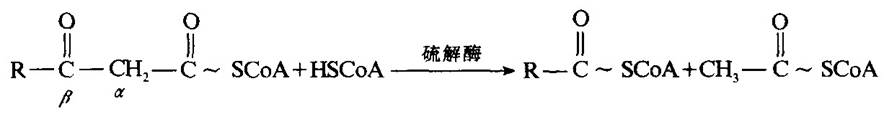 O O O O
‖ ‖ 硫解酶 ‖ ‖
R—C—CH₂—C～SCoA+HSCoA ⟶ R—C～SCoA+CH₃—C～SCoA
β α